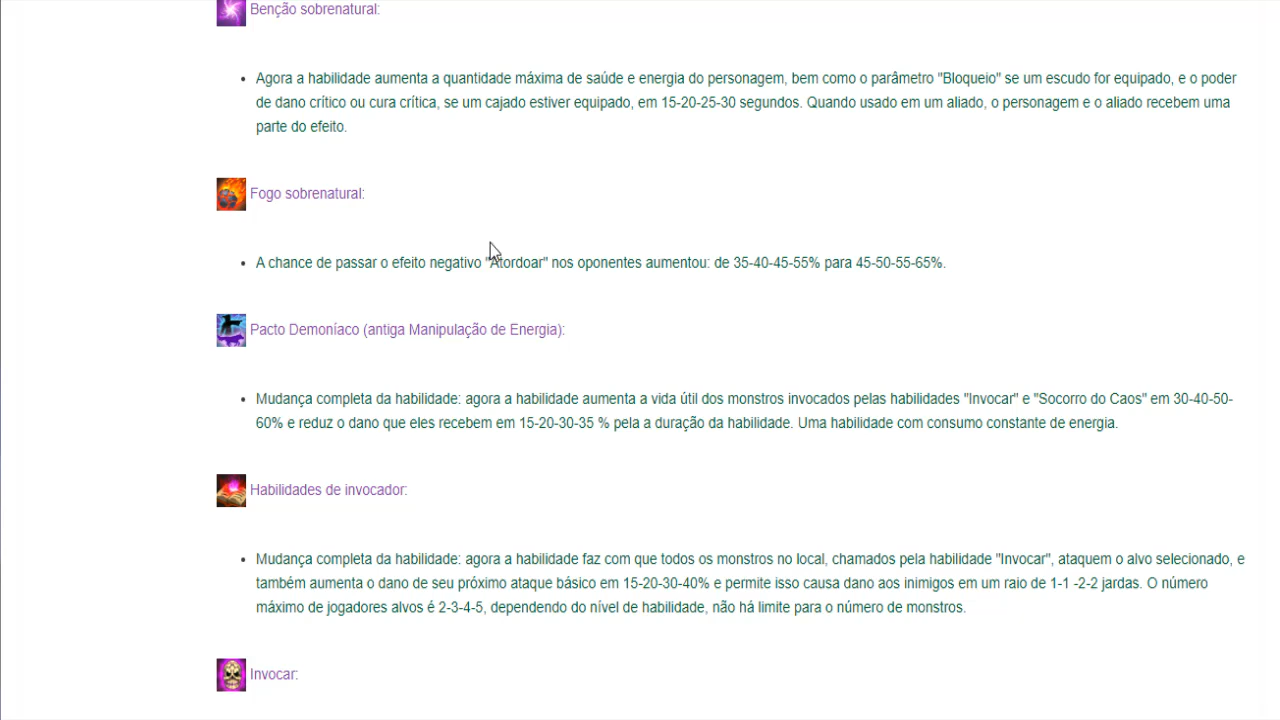 Benção sobrenatural:
Agora a habilidade aumenta a quantidade máxima de saúde e energia do personagem, bem como o parâmetro "Bloqueio" se um escudo for equipado, e o poder
de dano crítico ou cura crítica, se um cajado estiver equipado, em 15-20-25-30 segundos. Quando usado em um aliado, o personagem e o aliado recebem uma
parte do efeito.
Fogo sobrenatural:
A chance de passar o efeito negativo "Atordoar" nos oponentes aumentou: de 35-40-45-55% para 45-50-55-65%.
Pacto Demoníaco (antiga Manipulação de Energia):
Mudança completa da habilidade: agora a habilidade aumenta a vida útil dos monstros invocados pelas habilidades "Invocar" e "Socorro do Caos" em 30-40-50-
60% e reduz o dano que eles recebem em 15-20-30-35 % pela a duração da habilidade. Uma habilidade com consumo constante de energia.
Habilidades de invocador:
Mudança completa da habilidade: agora a habilidade faz com que todos os monstros no local, chamados pela habilidade "Invocar", ataquem o alvo selecionado, e
também aumenta o dano de seu próximo ataque básico em 15-20-30-40% e permite isso causa dano aos inimigos em um raio de 1-1 -2-2 jardas. O número
máximo de jogadores alvos é 2-3-4-5, dependendo do nível de habilidade, não há limite para o número de monstros.
Invocar: